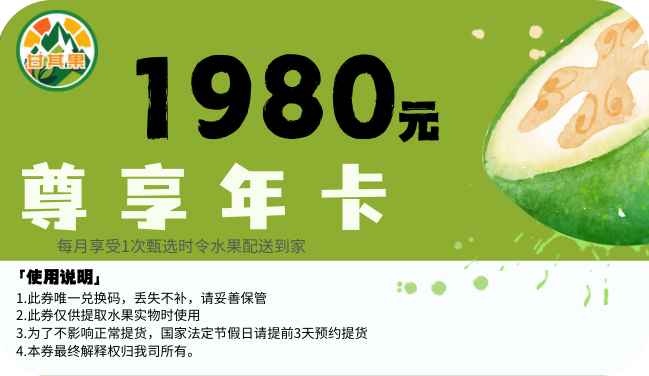 甘其果
1980元
尊享年卡
每月享受1次甄选时令水果配送到家
「使用说明」
1.此券唯一兑换码，丢失不补，请妥善保管
2.此券仅供提取水果实物时使用
3.为了不影响正常提货，国家法定节假日请提前3天预约提货
4.本券最终解释权归我司所有。